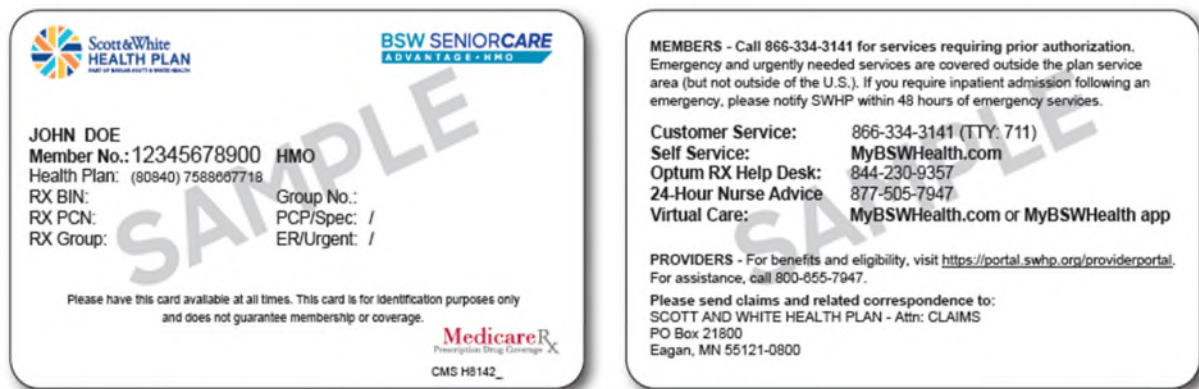 Scott&White
HEALTH PLAN
PART OF BAYLOR SCOTT & WHITE HEALTH
BSW SENIORCARE
ADVANTAGE • HMO
JOHN DOE
Member No.: 12345678900 HMO
Health Plan: (80840) 7588667718
RX BIN: Group No.:
RX PCN: PCP/Spec: /
RX Group: ER/Urgent: /
SAMPLE
Please have this card available at all times. This card is for identification purposes only
and does not guarantee membership or coverage.
MedicareRx
Prescription Drug Coverage
CMS H8142_
MEMBERS - Call 866-334-3141 for services requiring prior authorization.
Emergency and urgently needed services are covered outside the plan service
area (but not outside of the U.S.). If you require inpatient admission following an
emergency, please notify SWHP within 48 hours of emergency services.
Customer Service: 866-334-3141 (TTY: 711)
Self Service: MyBSWHealth.com
Optum RX Help Desk: 844-230-9357
24-Hour Nurse Advice 877-505-7947
Virtual Care: MyBSWHealth.com or MyBSWHealth app
SAMPLE
PROVIDERS - For benefits and eligibility, visit https://portal.swhp.org/providerportal.
For assistance, call 800-655-7947.
Please send claims and related correspondence to:
SCOTT AND WHITE HEALTH PLAN - Attn: CLAIMS
PO Box 21800
Eagan, MN 55121-0800